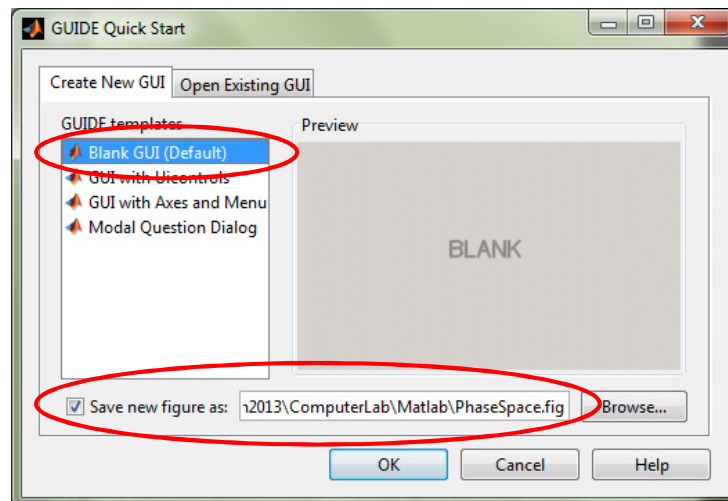 GUIDE Quick Start
Create New GUI
Open Existing GUI
GUIDE templates
Preview
Blank GUI (Default)
GUI with Uicontrols
GUI with Axes and Menu
Modal Question Dialog
BLANK
Save new figure as:
2013\ComputerLab\Matlab\PhaseSpace.fig
Browse...
OK
Cancel
Help